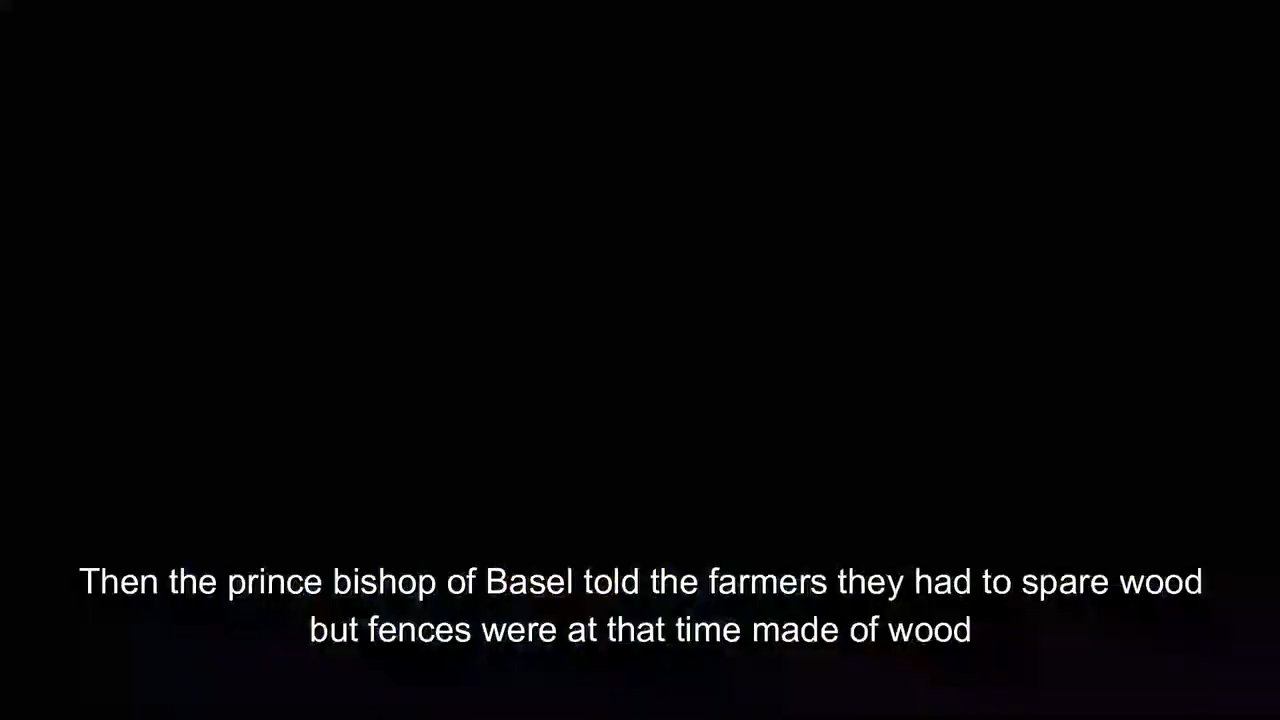 Then the prince bishop of Basel told the farmers they had to spare wood
but fences were at that time made of wood